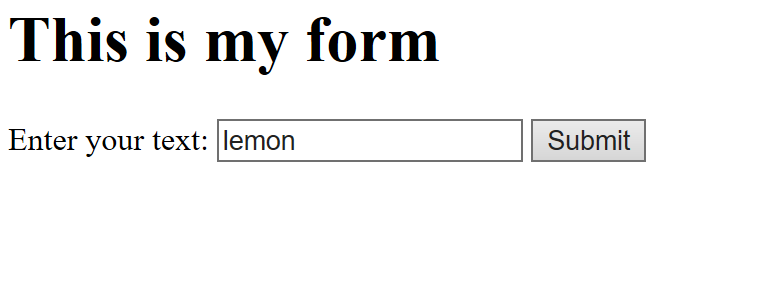 This is my form
Enter your text: lemon Submit